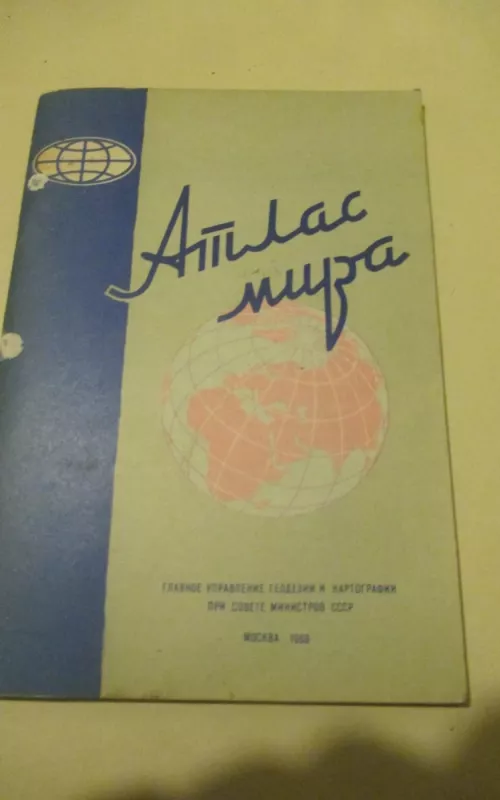 Атлас
мира
ГЛАВНОЕ УПРАВЛЕНИЕ ГЕОДЕЗИИ И КАРТОГРАФИИ
ПРИ СОВЕТЕ МИНИСТРОВ СССР
МОСКВА